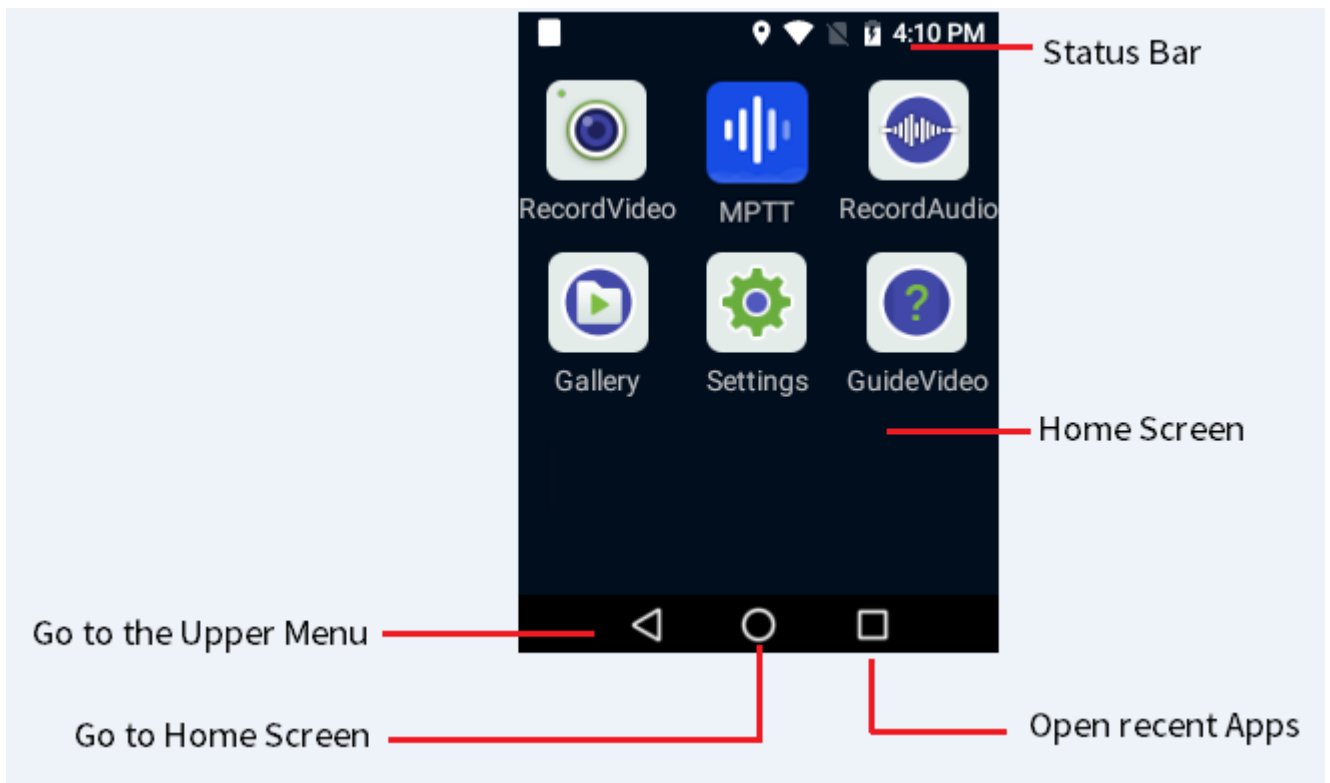 4:10 PM
Status Bar
RecordVideo
MPTT
RecordAudio
?
Gallery
Settings
GuideVideo
Home Screen
Go to the Upper Menu
Go to Home Screen
Open recent Apps